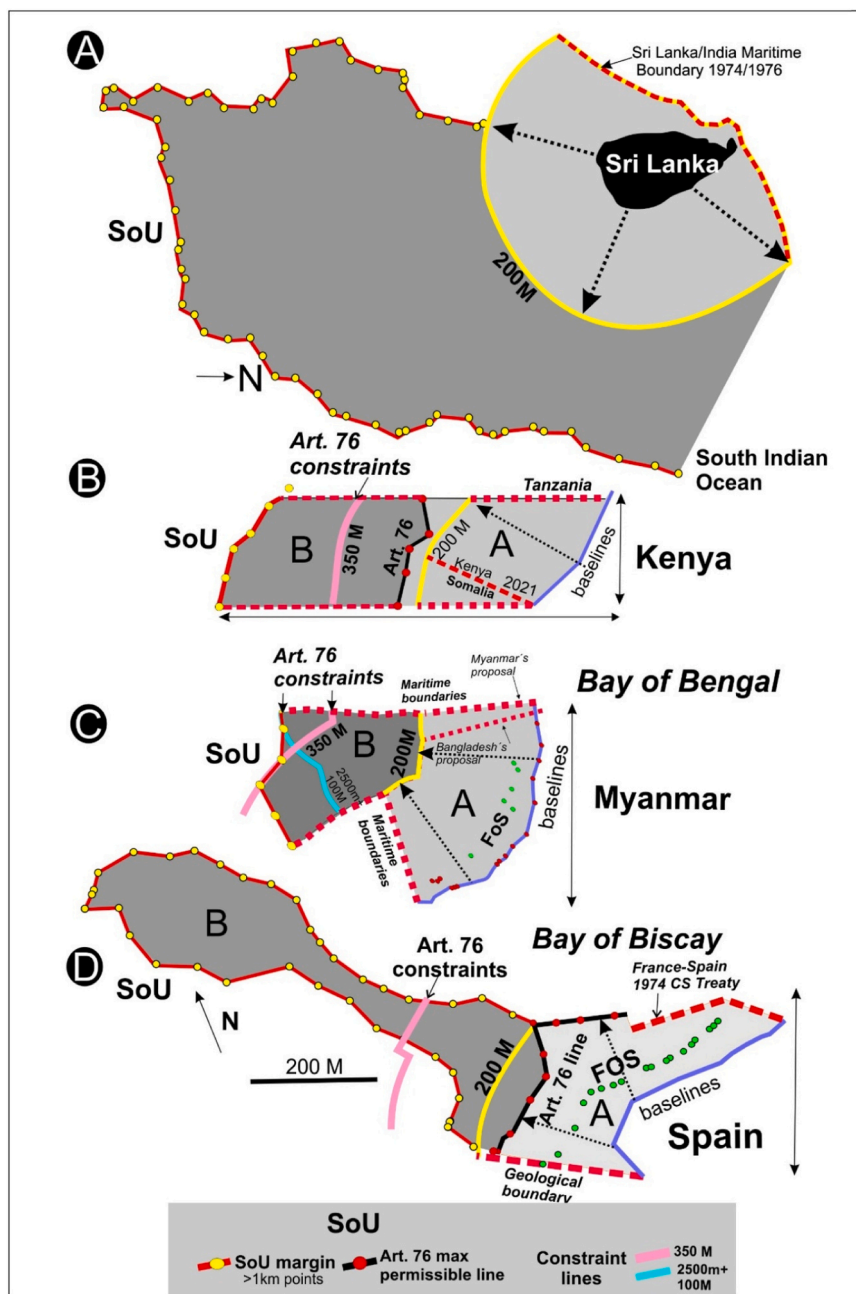 A
Sri Lanka/India Maritime
Boundary 1974/1976
Sri Lanka
SoU
200 M
N
South Indian
Ocean
B
Art. 76
constraints
Tanzania
SoU
B
350 M
Art. 76
200 M
A
Kenya
Somalia
2021
baselines
Kenya
Art. 76
constraints
Myanmar´s
proposal
Bay of Bengal
Maritime
boundaries
C
SoU
350 M
B
200M
Bangladesh´s
proposal
2500m+
100M
A
FoS
baselines
Myanmar
Maritime
boundaries
B
Art. 76
constraints
Bay of Biscay
D
SoU
France-Spain
1974 CS Treaty
N
200 M
200 M
Art. 76 line
FOS
A
baselines
Spain
Geological
boundary
SoU
SoU margin
>1km points
Art. 76 max
permissible line
Constraint
lines
350 M
2500m+
100M